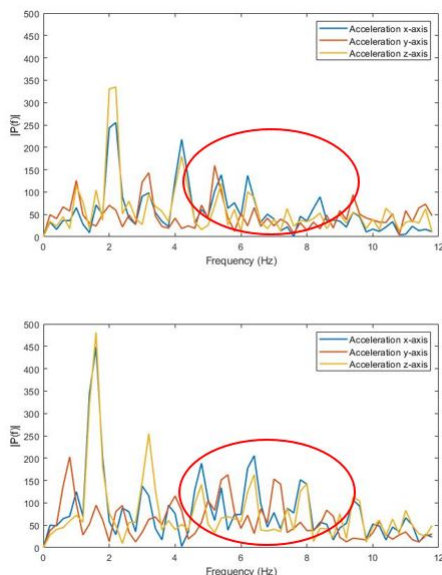 500
450
400
350
300
250
200
150
100
50
0
|P(f)|
Acceleration x-axis
Acceleration y-axis
Acceleration z-axis
0 2 4 6 8 10 12
Frequency (Hz)
500
450
400
350
300
250
200
150
100
50
0
|P(f)|
Acceleration x-axis
Acceleration y-axis
Acceleration z-axis
0 2 4 6 8 10 12
Frequency (Hz)